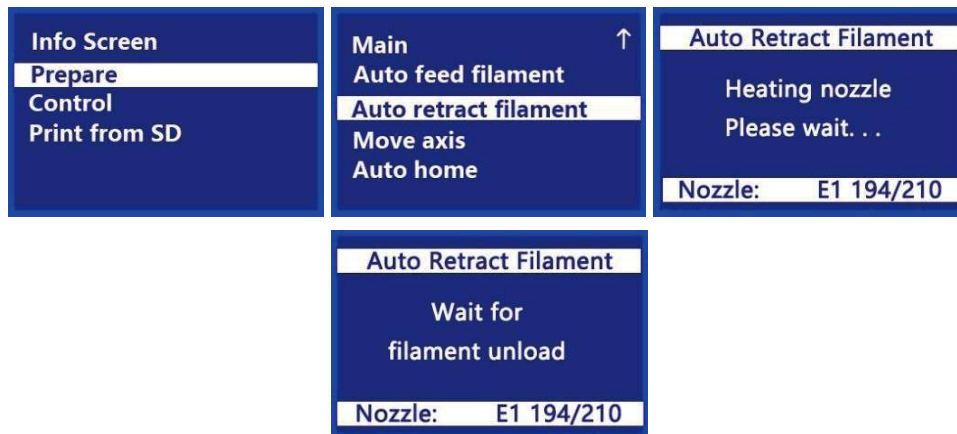 Info Screen
Prepare
Control
Print from SD
Main ↑
Auto feed filament
Auto retract filament
Move axis
Auto home
Auto Retract Filament
Heating nozzle
Please wait. . .
Nozzle: E1 194/210
Auto Retract Filament
Wait for
filament unload
Nozzle: E1 194/210